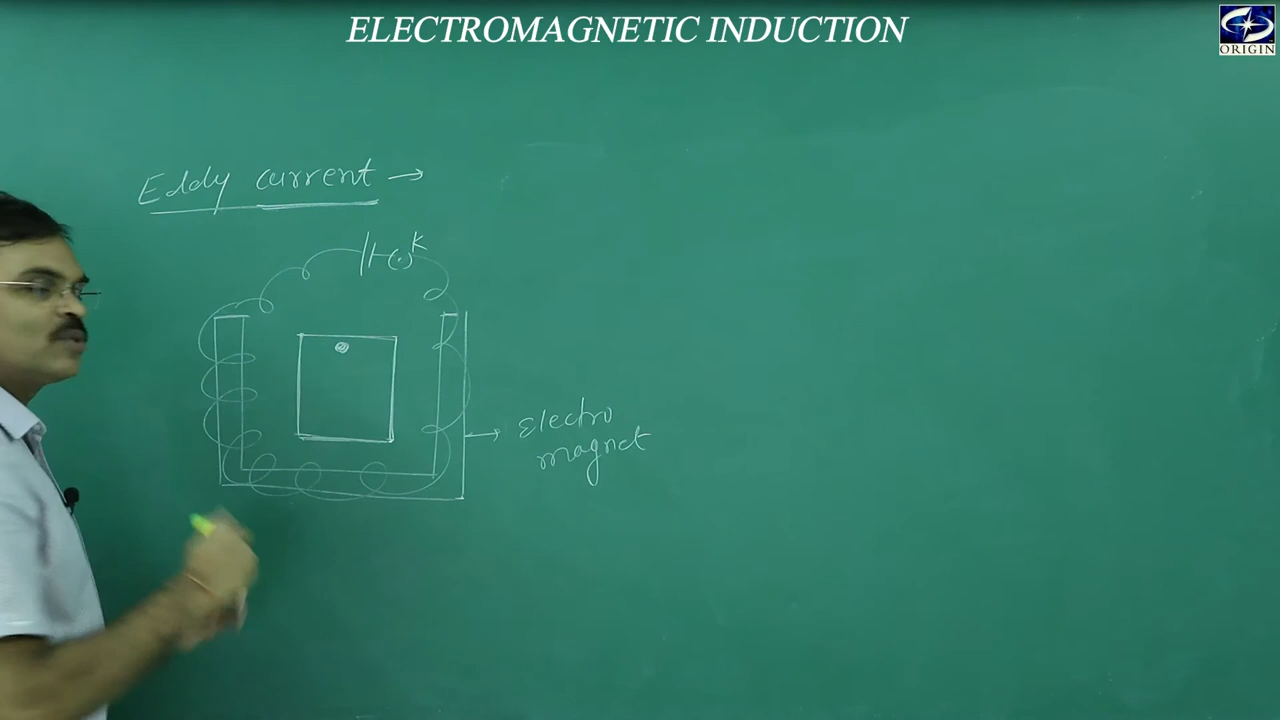 ELECTROMAGNETIC INDUCTION
ORIGIN
Eddy current →
K
→ Electro
magnet